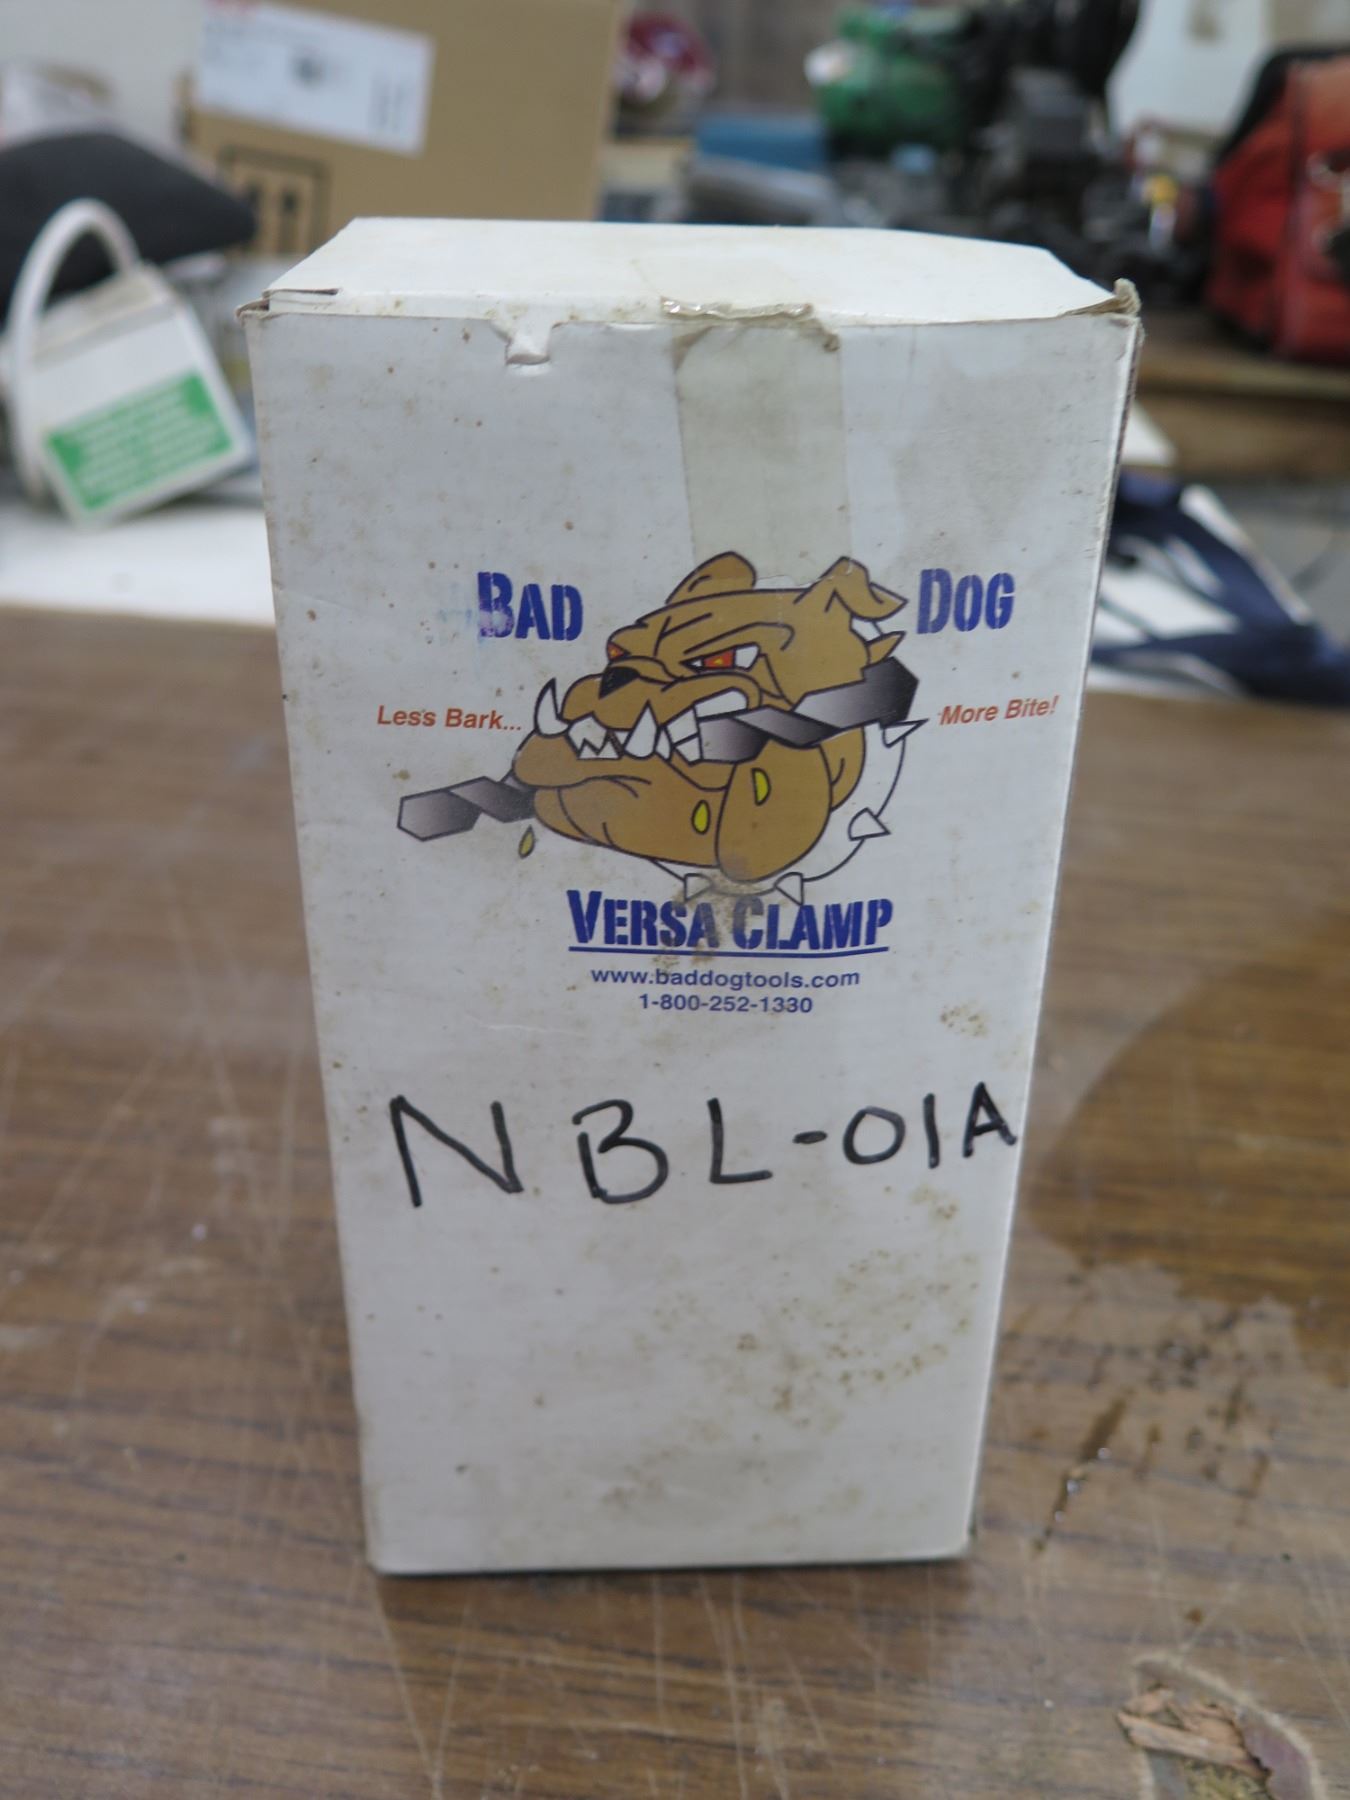 BAD DOG
Less Bark... More Bite!
VERSA CLAMP
www.baddogtools.com
1-800-252-1330
NBL-01A